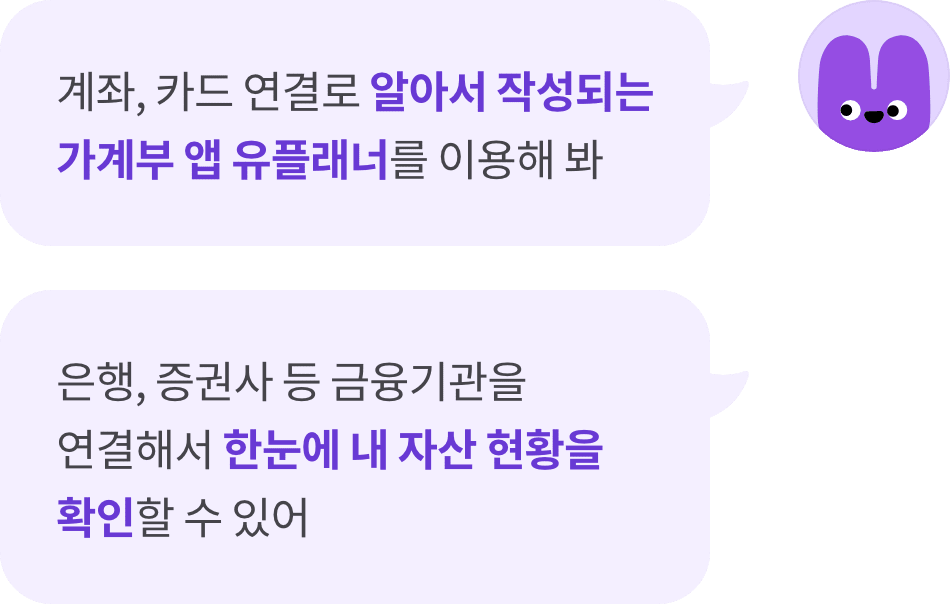 계좌, 카드 연결로 알아서 작성되는
가계부 앱 유플래너를 이용해 봐
은행, 증권사 등 금융기관을
연결해서 한눈에 내 자산 현황을
확인할 수 있어